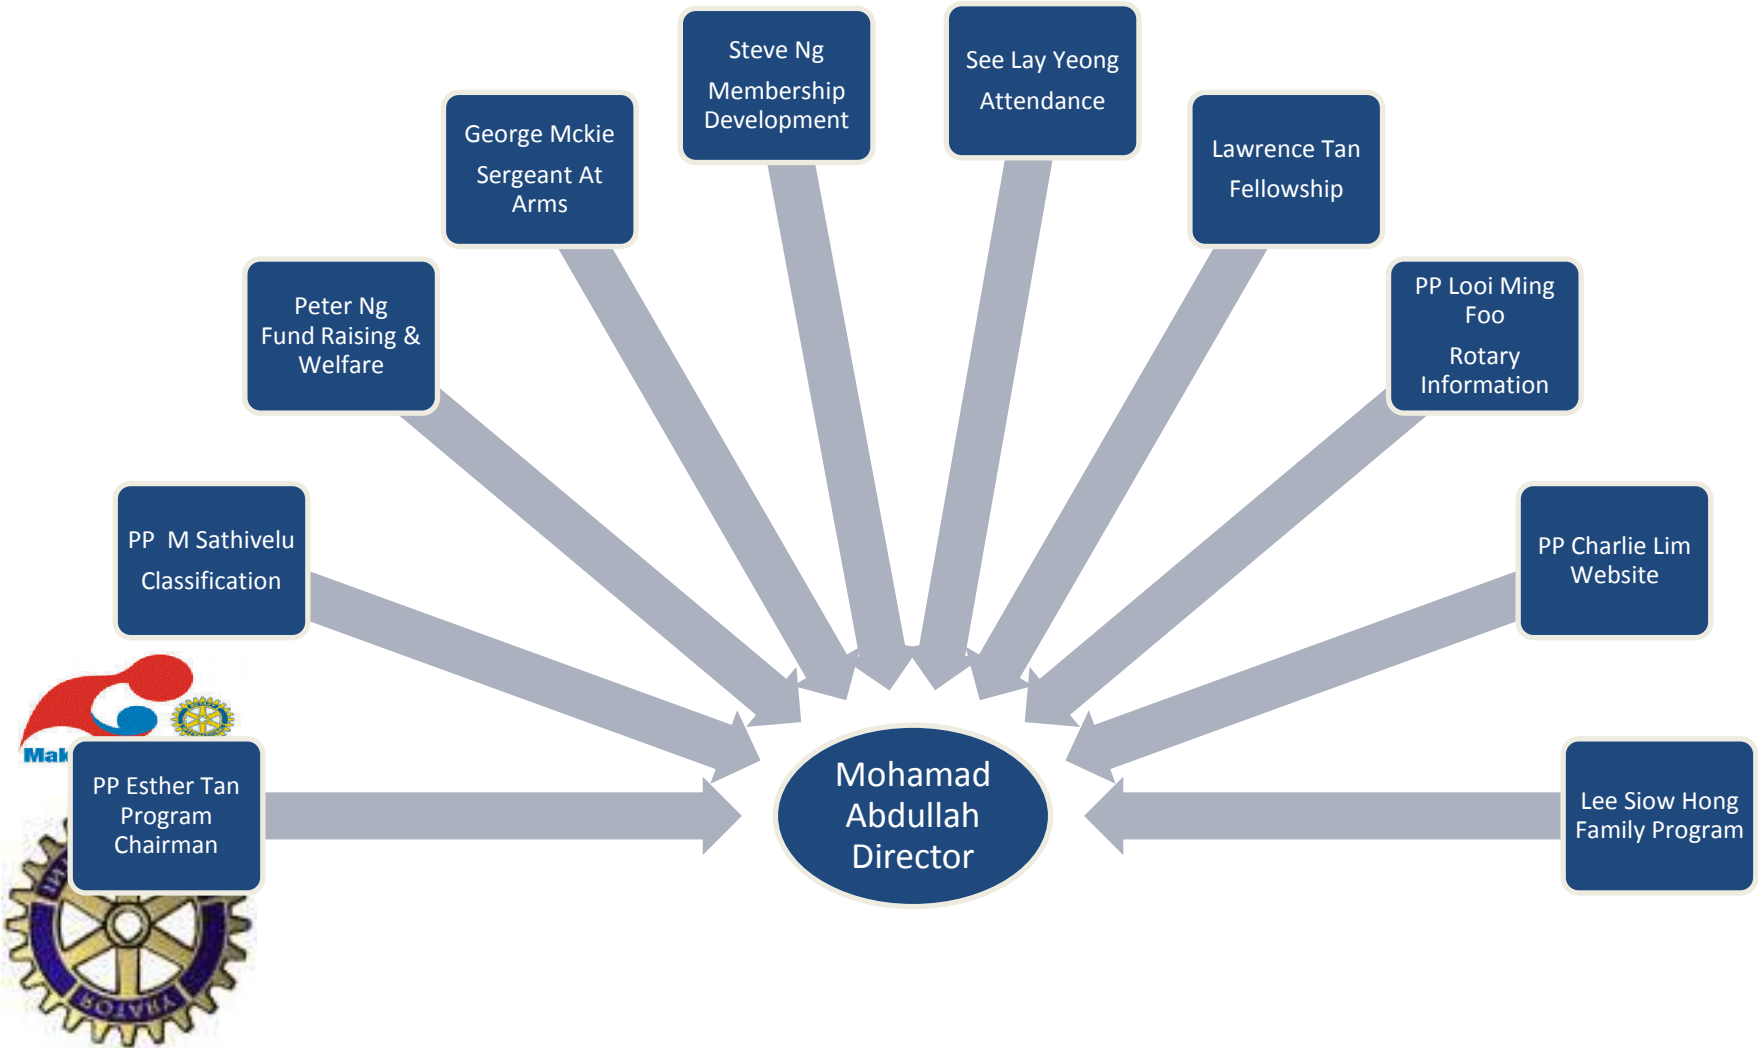 Steve Ng
Membership
Development
See Lay Yeong
Attendance
George Mckie
Sergeant At
Arms
Lawrence Tan
Fellowship
Peter Ng
Fund Raising &
Welfare
PP Looi Ming
Foo
Rotary
Information
PP  M Sathivelu
Classification
PP Charlie Lim
Website
Mak
PP Esther Tan
Program
Chairman
Mohamad
Abdullah
Director
Lee Siow Hong
Family Program